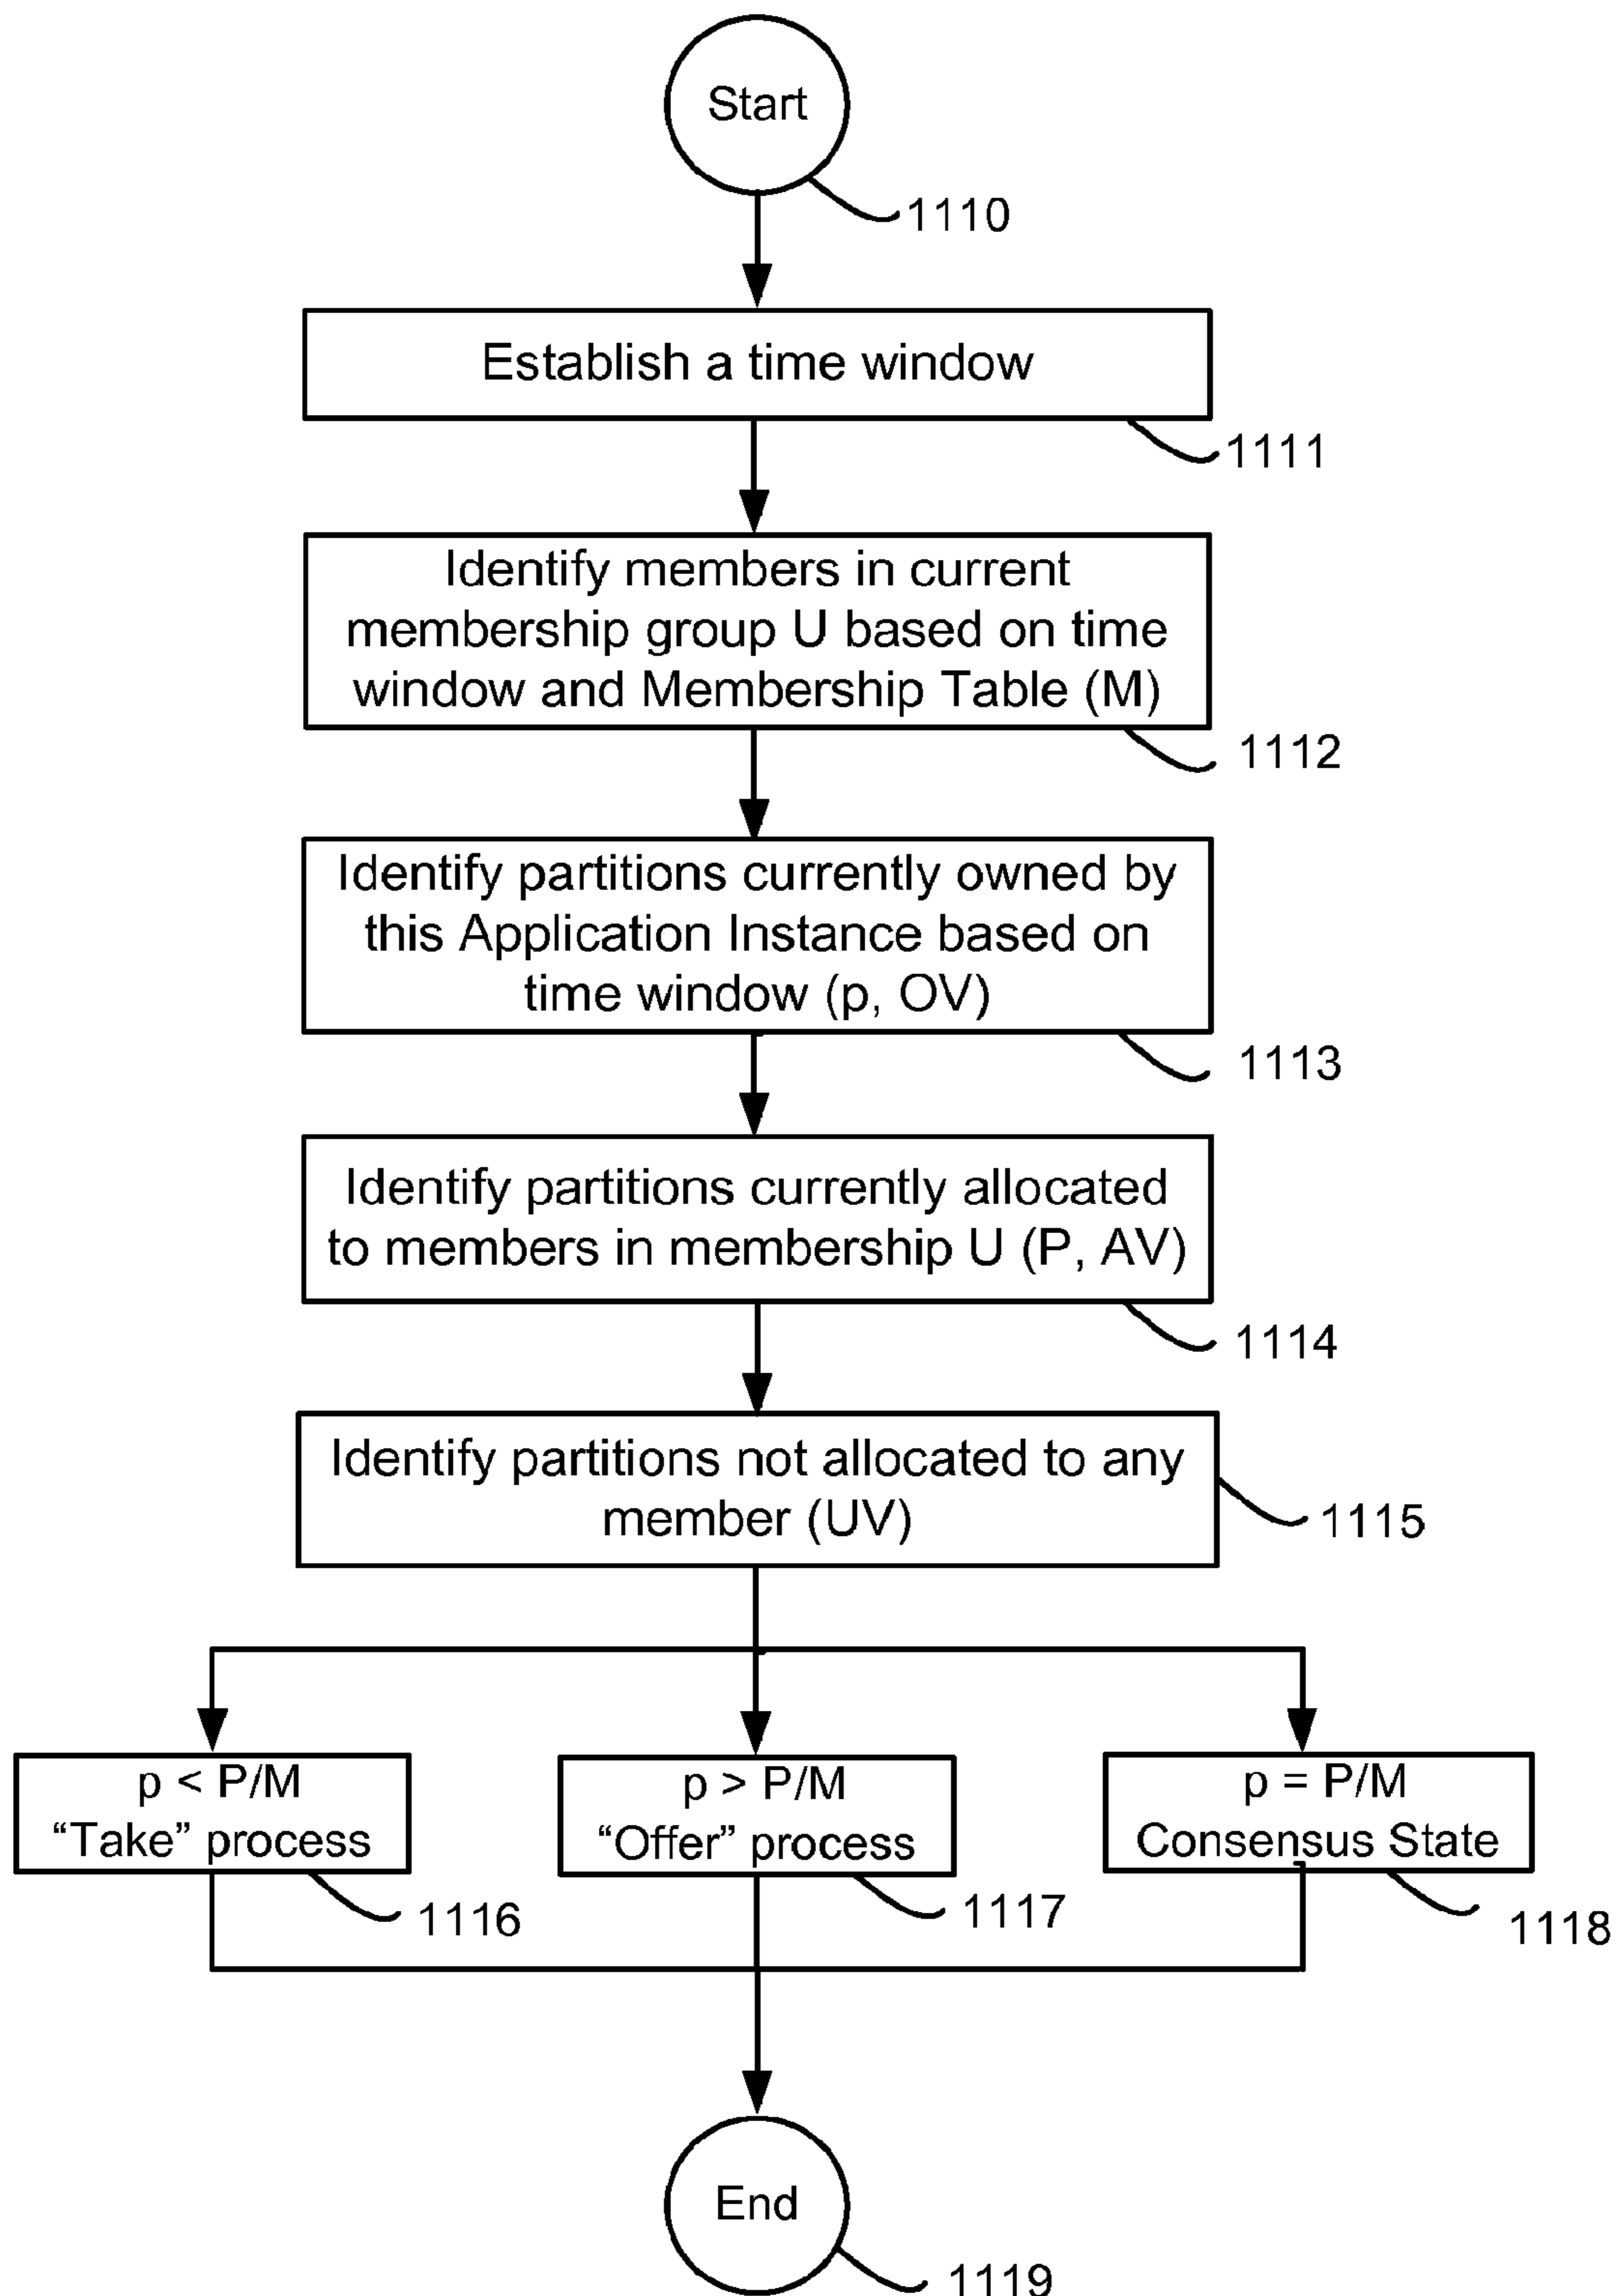 Start
1110
Establish a time window
1111
Identify members in current
membership group U based on time
window and Membership Table (M)
1112
Identify partitions currently owned by
this Application Instance based on
time window (p, OV)
1113
Identify partitions currently allocated
to members in membership U (P, AV)
1114
Identify partitions not allocated to any
member (UV)
1115
p < P/M
“Take” process
1116
p > P/M
“Offer” process
1117
p = P/M
Consensus State
1118
End
1119